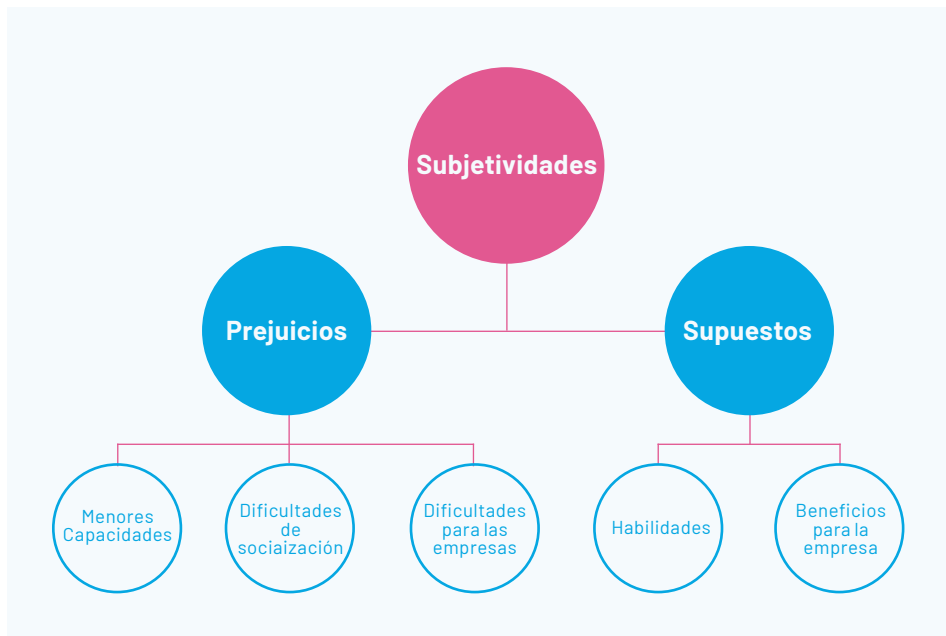 Subjetividades
Prejuicios
Supuestos
Menores
Capacidades
Dificultades
de
sociaización
Dificultades
para las
empresas
Habilidades
Beneficios
para la
empresa